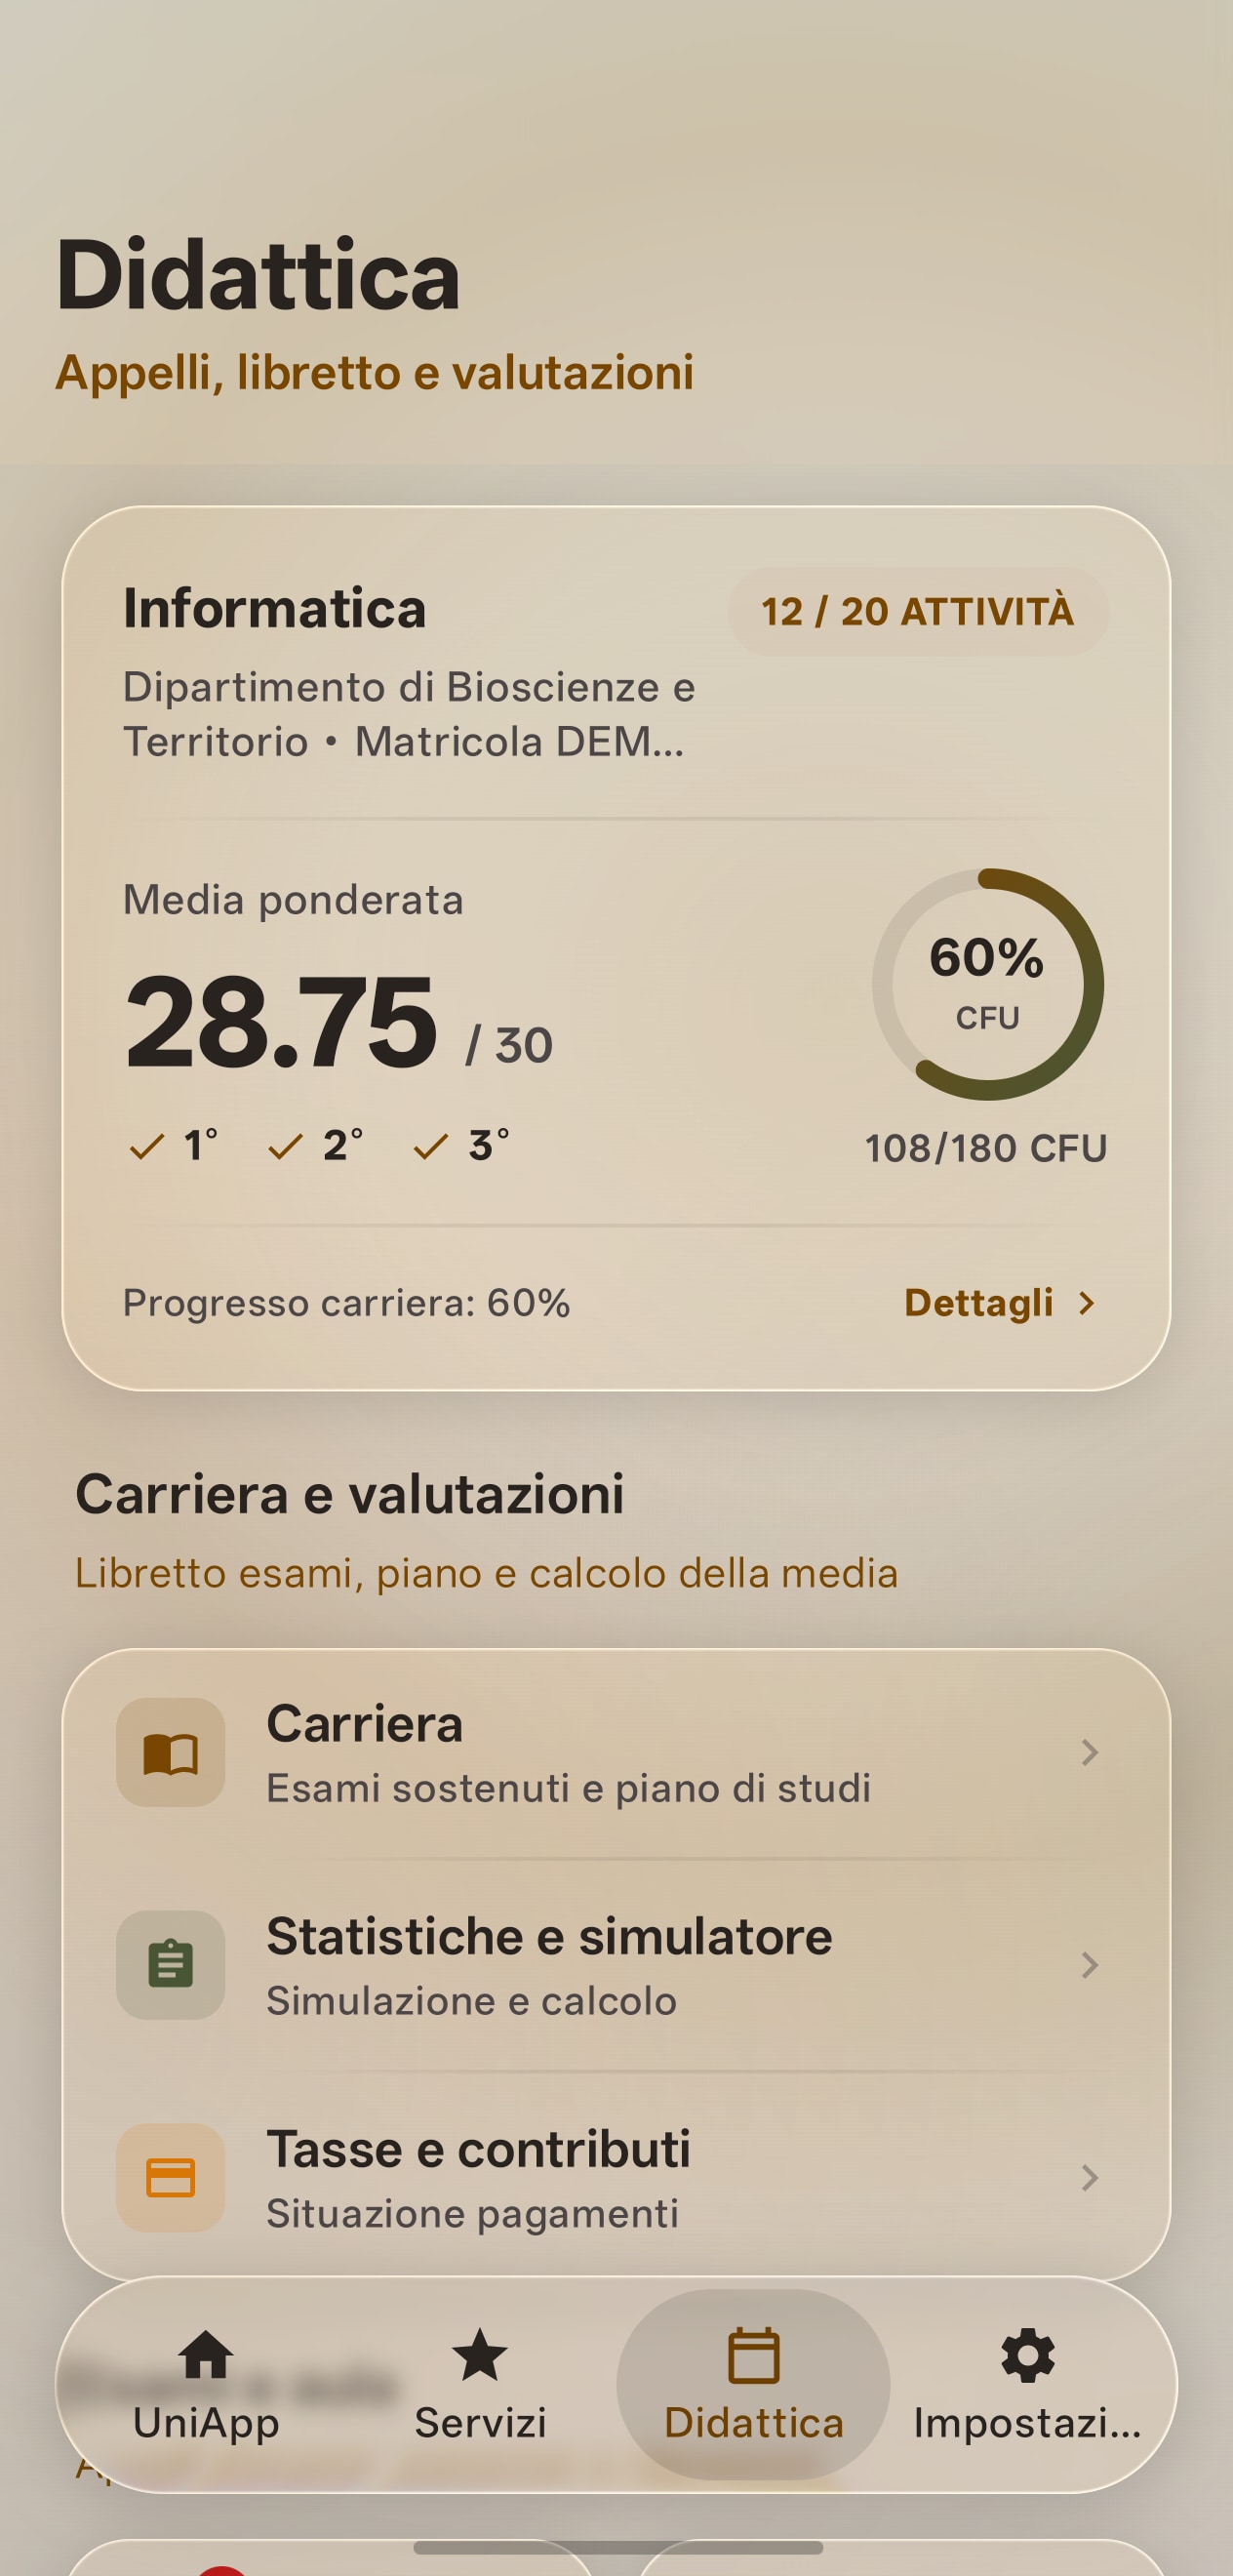 Didattica
Appelli, libretto e valutazioni
Informatica
12 / 20 ATTIVITÀ
Dipartimento di Bioscienze e
Territorio • Matricola DEM...
Media ponderata
28.75 / 30
60%
CFU
1° 2° 3°
108/180 CFU
Progresso carriera: 60%
Dettagli
Carriera e valutazioni
Libretto esami, piano e calcolo della media
Carriera
Esami sostenuti e piano di studi
Statistiche e simulatore
Simulazione e calcolo
Tasse e contributi
Situazione pagamenti
UniApp
Servizi
Didattica
Impostazi...